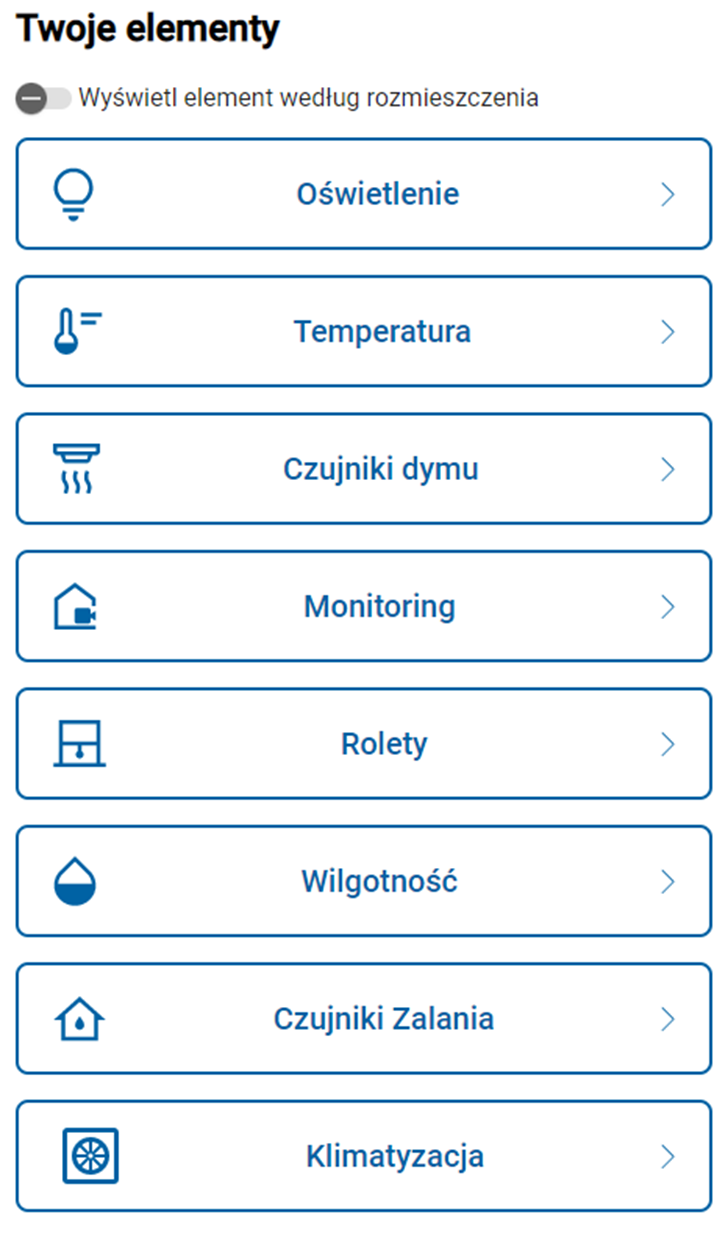 Twoje elementy
Wyświetl element według rozmieszczenia
Oświetlenie
Temperatura
Czujniki dymu
Monitoring
Rolety
Wilgotność
Czujniki Zalania
Klimatyzacja